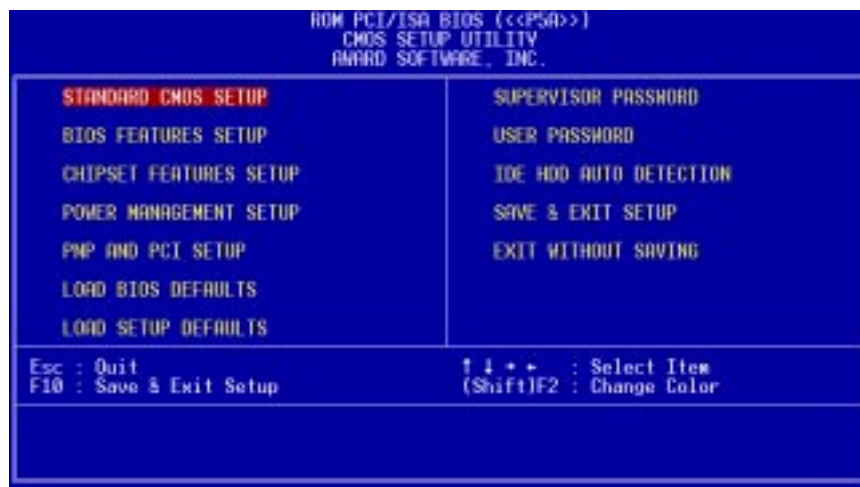 ROM PCI/ISA BIOS (<<P5A>>)
CMOS SETUP UTILITY
AWARD SOFTWARE, INC.
STANDARD CMOS SETUP
BIOS FEATURES SETUP
CHIPSET FEATURES SETUP
POWER MANAGEMENT SETUP
PNP AND PCI SETUP
LOAD BIOS DEFAULTS
LOAD SETUP DEFAULTS
SUPERVISOR PASSWORD
USER PASSWORD
IDE HDD AUTO DETECTION
SAVE & EXIT SETUP
EXIT WITHOUT SAVING
Esc : Quit
F10 : Save & Exit Setup
↑ ↓ → ← : Select Item
(Shift)F2 : Change Color